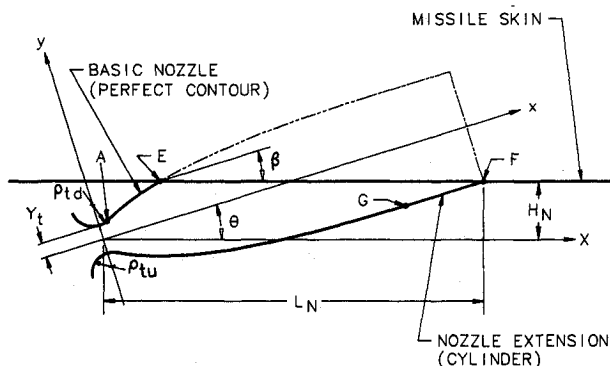 MISSILE SKIN
y
BASIC NOZZLE
(PERFECT CONTOUR)
x
A
E
β
F
ρtd
G
Yt
θ
HN
X
ρtu
LN
NOZZLE EXTENSION
(CYLINDER)